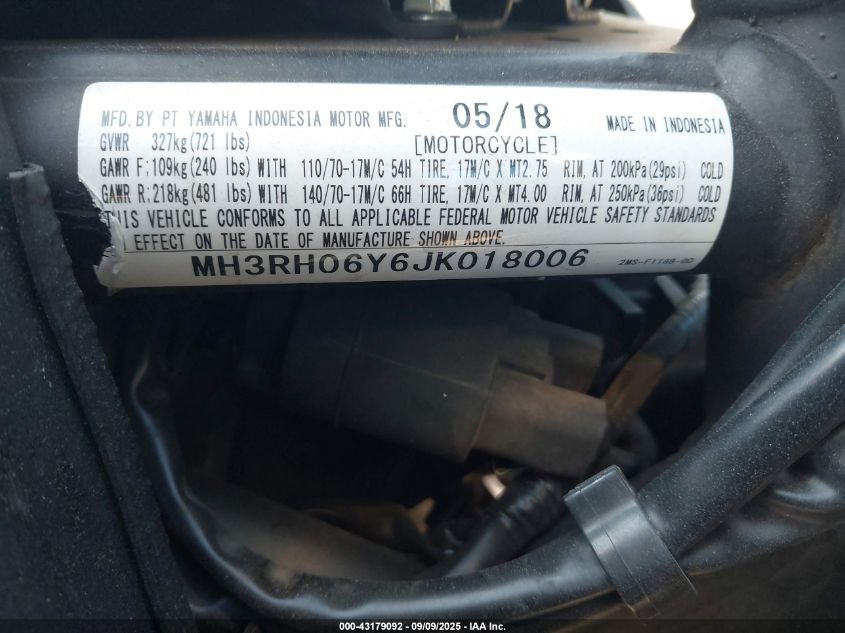 MFD. BY PT YAMAHA INDONESIA MOTOR MFG. 05/18 MADE IN INDONESIA
GVWR 327kg(721 lbs) [MOTORCYCLE]
GAWR F:109kg(240 lbs) WITH 110/70-17M/C 54H TIRE, 17M/C X MT2.75 RIM, AT 200kPa(29psi) COLD
GAWR R:218kg(481 lbs) WITH 140/70-17M/C 66H TIRE, 17M/C X MT4.00 RIM, AT 250kPa(36psi) COLD
THIS VEHICLE CONFORMS TO ALL APPLICABLE FEDERAL MOTOR VEHICLE SAFETY STANDARDS
EFFECT ON THE DATE OF MANUFACTURE SHOWN ABOVE.
MH3RH06Y6JK018006 2MS-F118B-00
000-43179092 - 09/09/2025 - IAA Inc.